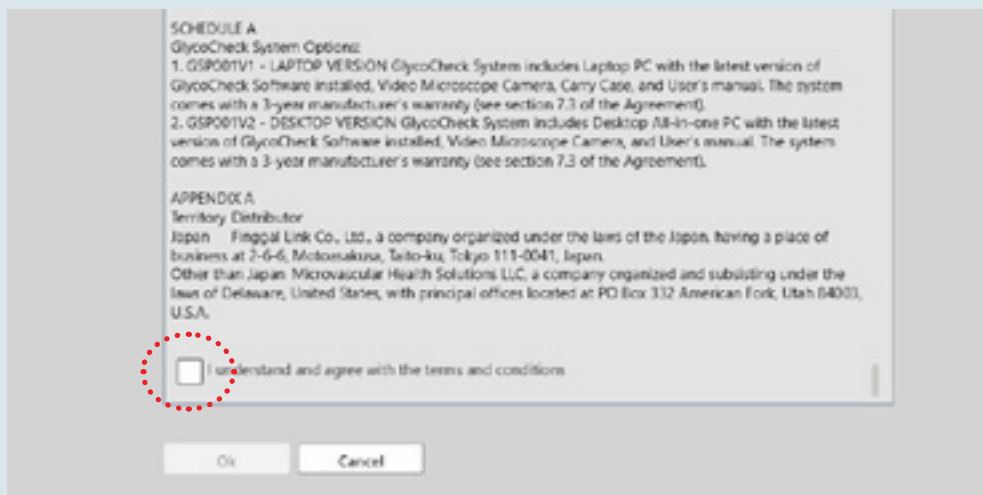 SCHEDULE A
GlycoCheck System Options:
1. GSP001V1 - LAPTOP VERSION GlycoCheck System includes Laptop PC with the latest version of
GlycoCheck Software installed, Video Microscope Camera, Carry Case, and User's manual. The system
comes with a 3-year manufacturer's warranty (see section 7.3 of the Agreement).
2. GSP001V2 - DESKTOP VERSION GlycoCheck System includes Desktop All-in-one PC with the latest
version of GlycoCheck Software installed, Video Microscope Camera, and User's manual. The system
comes with a 3-year manufacturer's warranty (see section 7.3 of the Agreement).
APPENDIX A
Territory Distributor
Japan Finggal Link Co., Ltd., a company organized under the laws of the Japan, having a place of
business at 2-6-6, Motoasakusa, Taito-ku, Tokyo 111-0041, Japan.
Other than Japan Microvascular Health Solutions LLC, a company organized and subsisting under the
laws of Delaware, United States, with principal offices located at PO Box 332 American Fork, Utah 84003,
U.S.A.
I understand and agree with the terms and conditions
Ok
Cancel